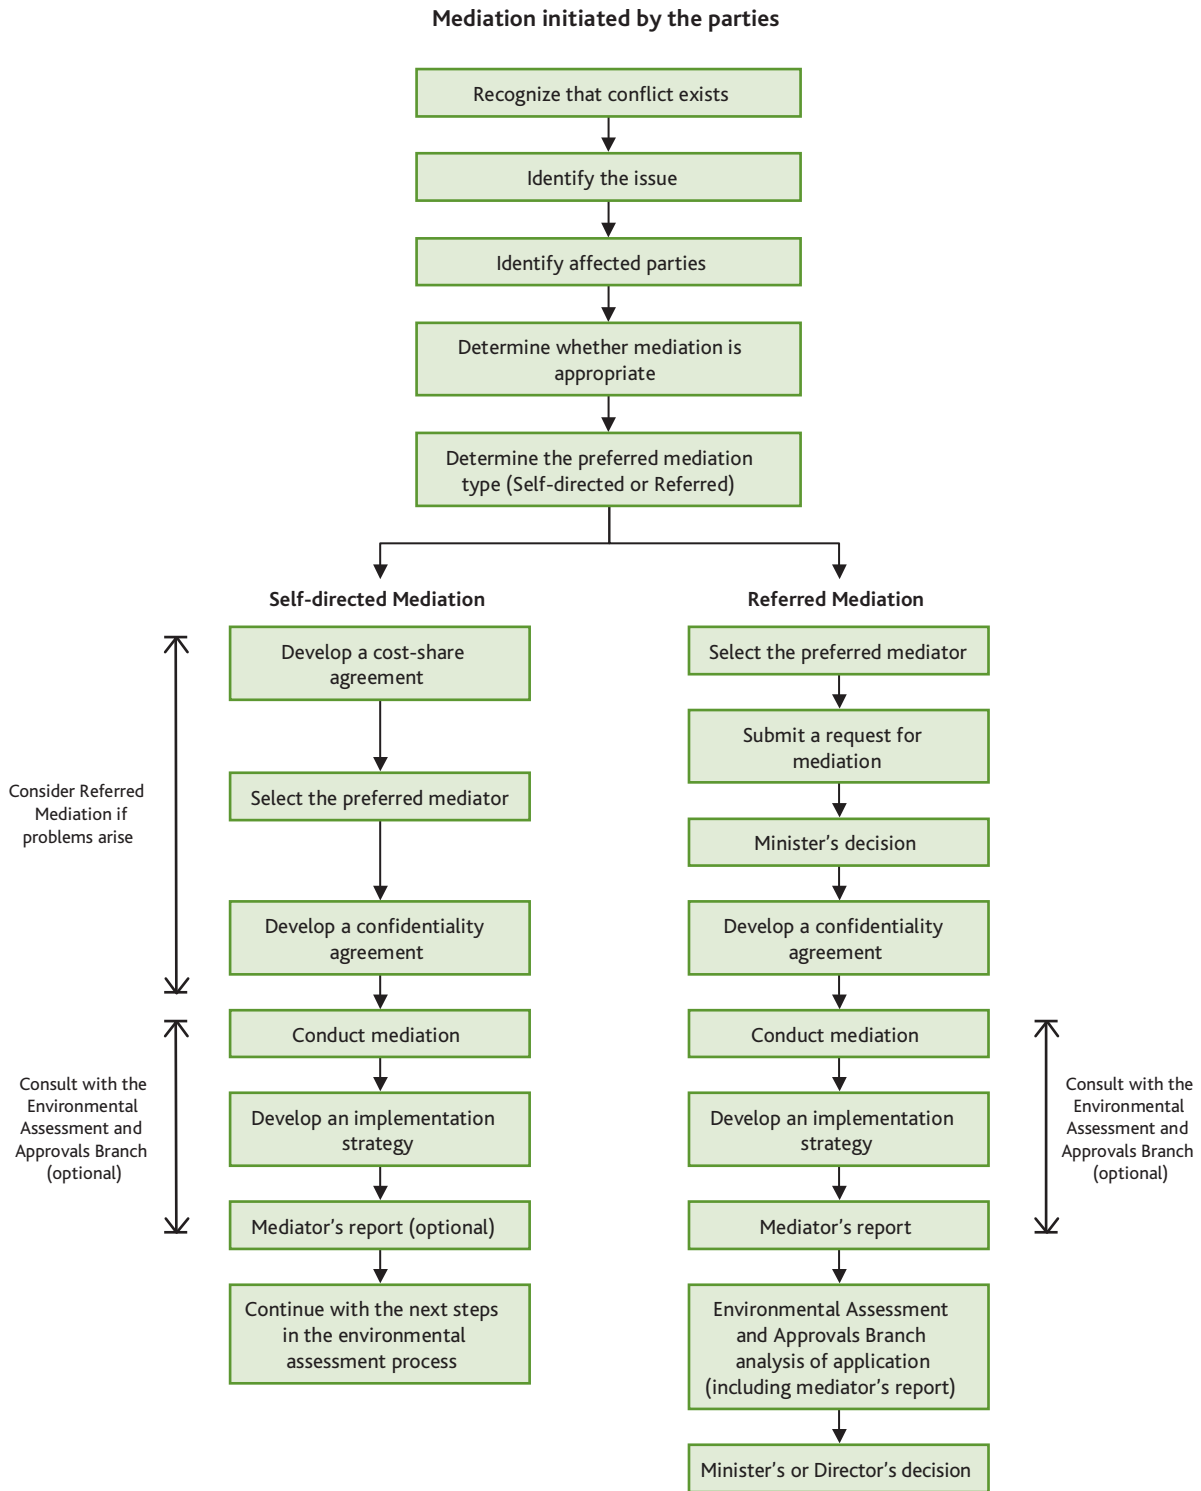 Mediation initiated by the parties
Recognize that conflict exists
Identify the issue
Identify affected parties
Determine whether mediation is
appropriate
Determine the preferred mediation
type (Self-directed or Referred)
Self-directed Mediation
Develop a cost-share
agreement
Select the preferred mediator
Develop a confidentiality
agreement
Conduct mediation
Develop an implementation
strategy
Mediator’s report (optional)
Continue with the next steps
in the environmental
assessment process
Consider Referred
Mediation if
problems arise
Consult with the
Environmental
Assessment and
Approvals Branch
(optional)
Referred Mediation
Select the preferred mediator
Submit a request for
mediation
Minister’s decision
Develop a confidentiality
agreement
Conduct mediation
Develop an implementation
strategy
Mediator’s report
Environmental Assessment
and Approvals Branch
analysis of application
(including mediator’s report)
Minister’s or Director’s decision
Consult with the
Environmental
Assessment and
Approvals Branch
(optional)